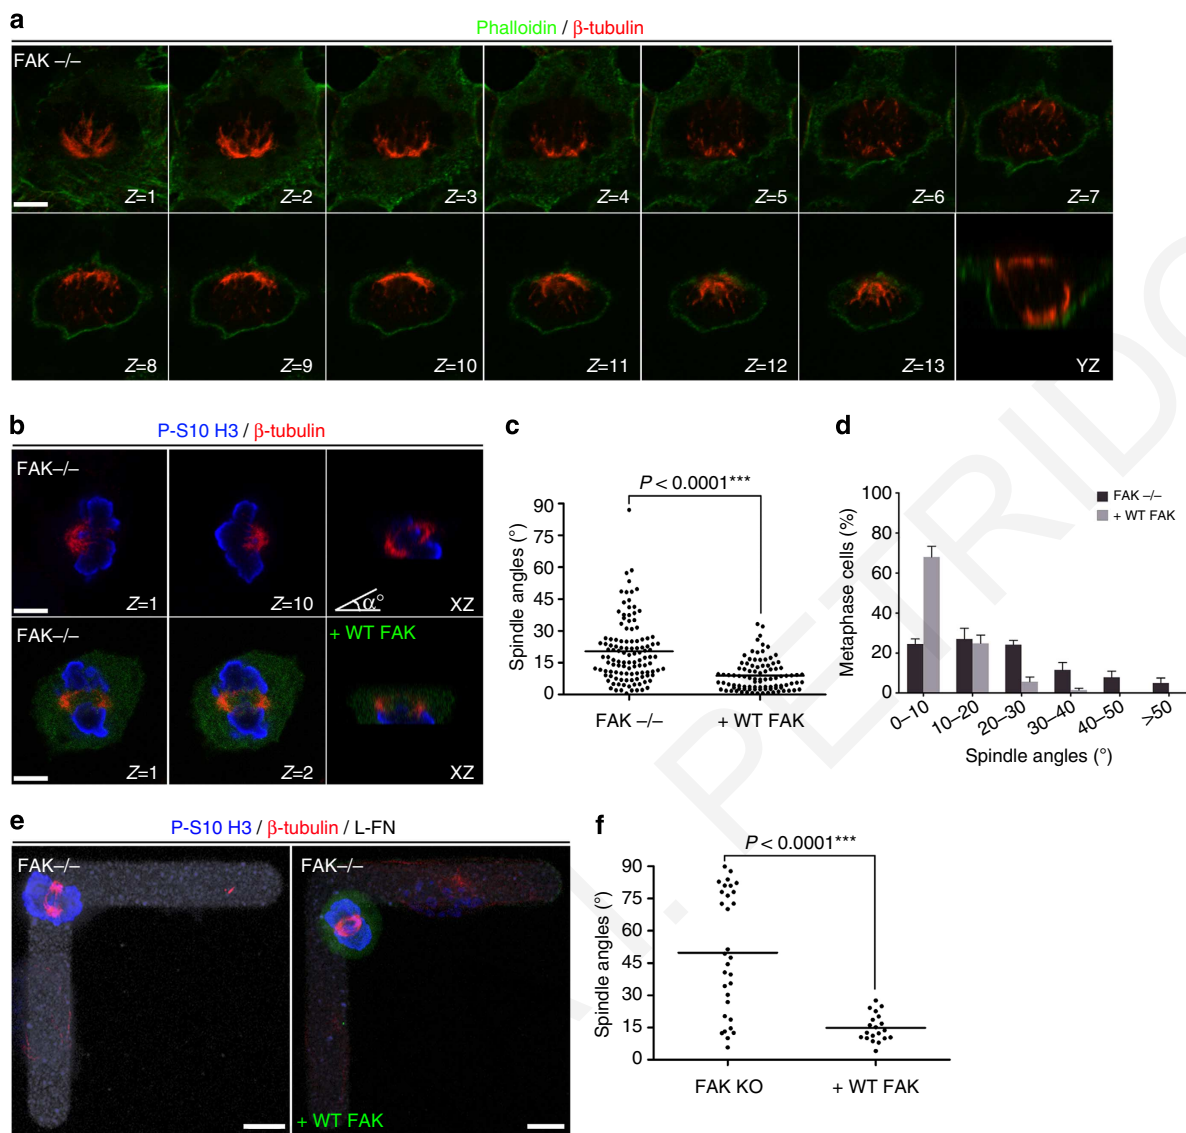 a
Phalloidin / β-tubulin
FAK –/–
Z=1
Z=2
Z=3
Z=4
Z=5
Z=6
Z=7
Z=8
Z=9
Z=10
Z=11
Z=12
Z=13
YZ
b
P-S10 H3 / β-tubulin
FAK–/–
Z=1
Z=10
α°
XZ
FAK–/–
+ WT FAK
Z=1
Z=2
XZ
c
P < 0.0001***
Spindle angles (°)
90
75
60
45
30
15
0
FAK –/–
+ WT FAK
d
FAK –/–
+ WT FAK
Metaphase cells (%)
100
80
60
40
20
0
0–10
10–20
20–30
30–40
40–50
>50
Spindle angles (°)
e
P-S10 H3 / β-tubulin / L-FN
FAK–/–
FAK–/–
+ WT FAK
f
P < 0.0001***
Spindle angles (°)
90
75
60
45
30
15
0
FAK KO
+ WT FAK